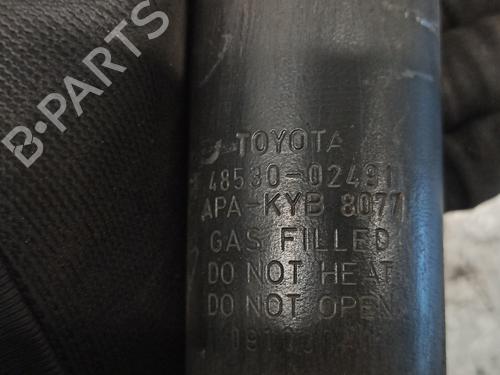 B-PARTS
TOYOTA
48530-02491
APA-KYB 8077
GAS FILLED
DO NOT HEAT
DO NOT OPEN